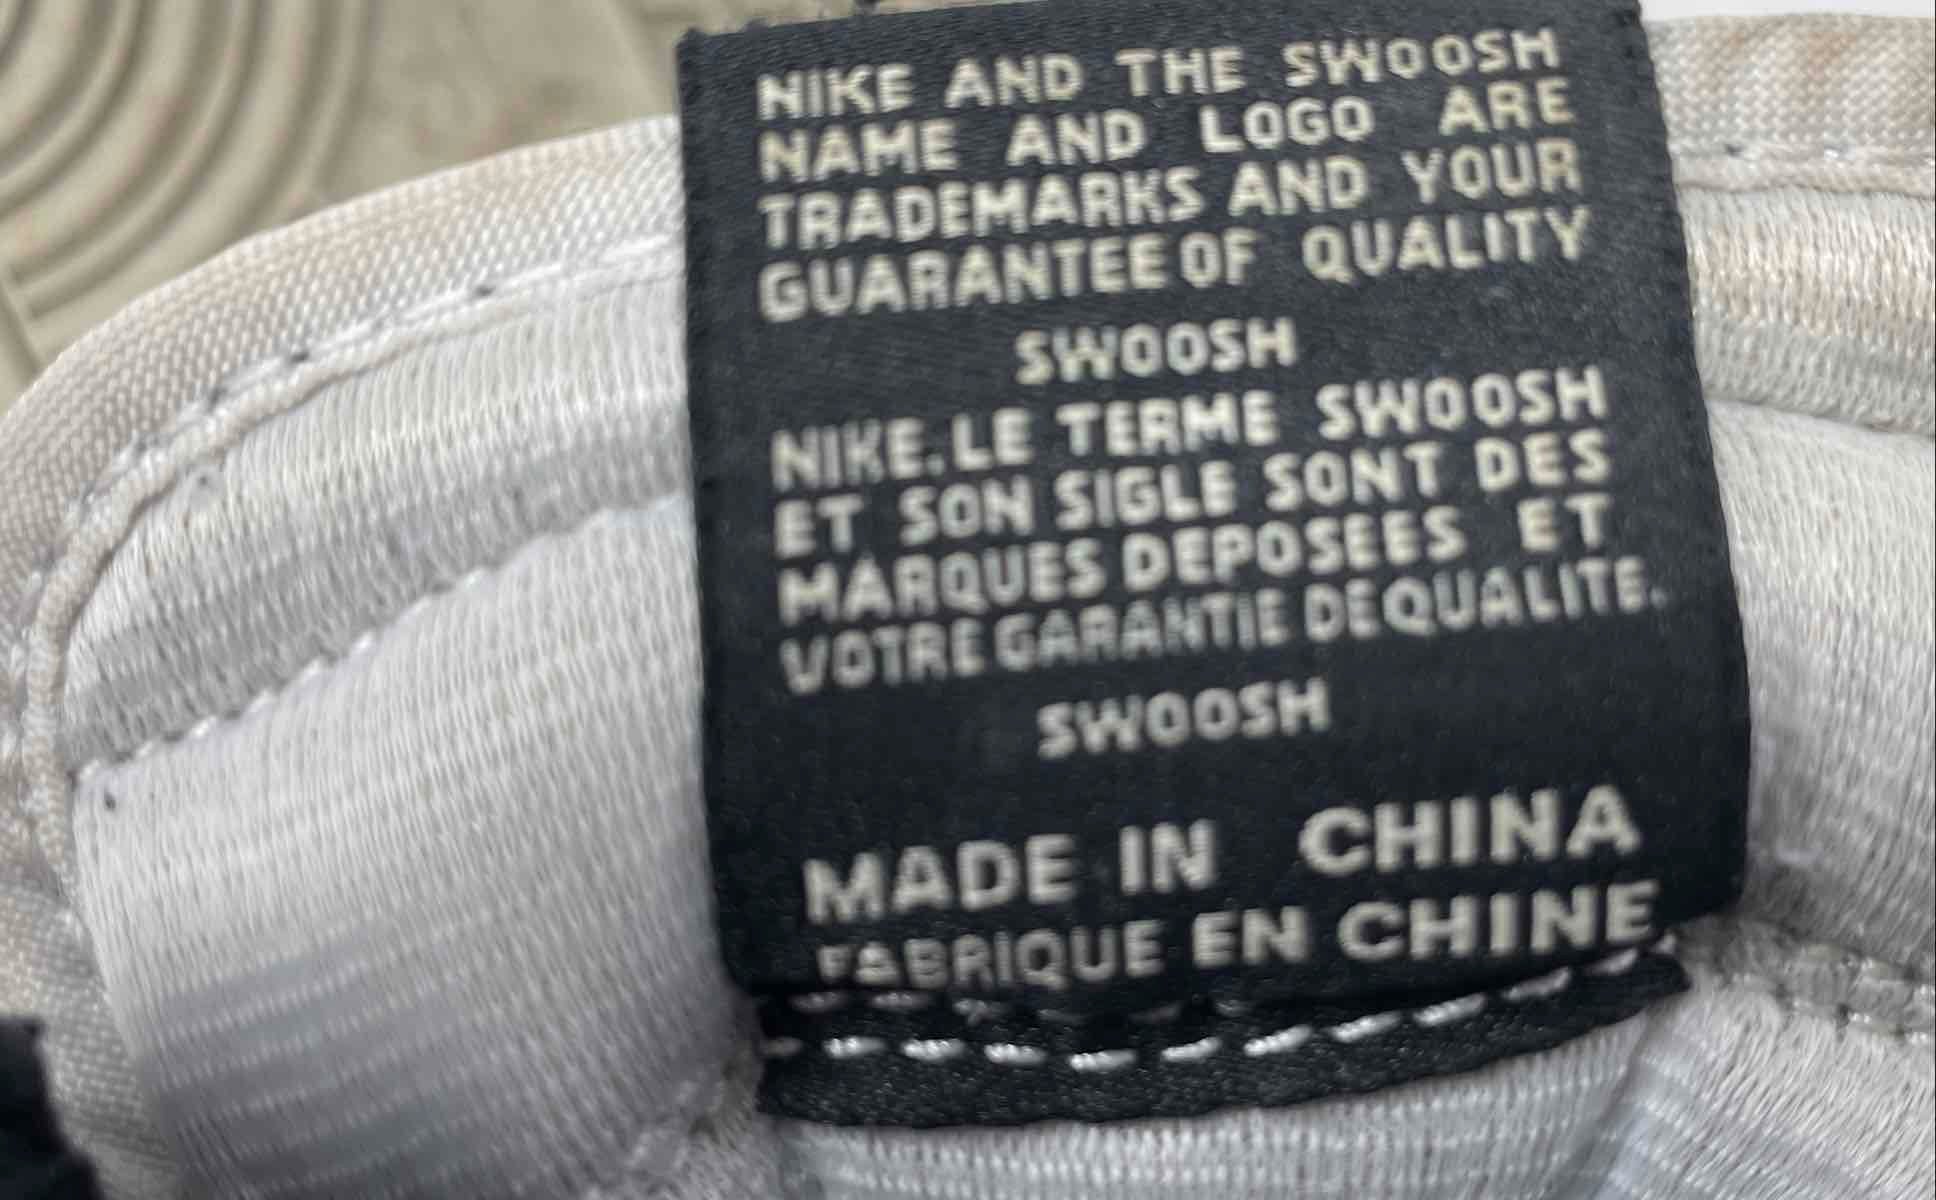 NIKE AND THE SWOOSH
NAME AND LOGO ARE
TRADEMARKS AND YOUR
GUARANTEE OF QUALITY
SWOOSH
NIKE.LE TERME SWOOSH
ET SON SIGLE SONT DES
MARQUES DEPOSEES ET
VOTRE GARANTIE DE QUALITE.
SWOOSH
MADE IN CHINA
FABRIQUE EN CHINE